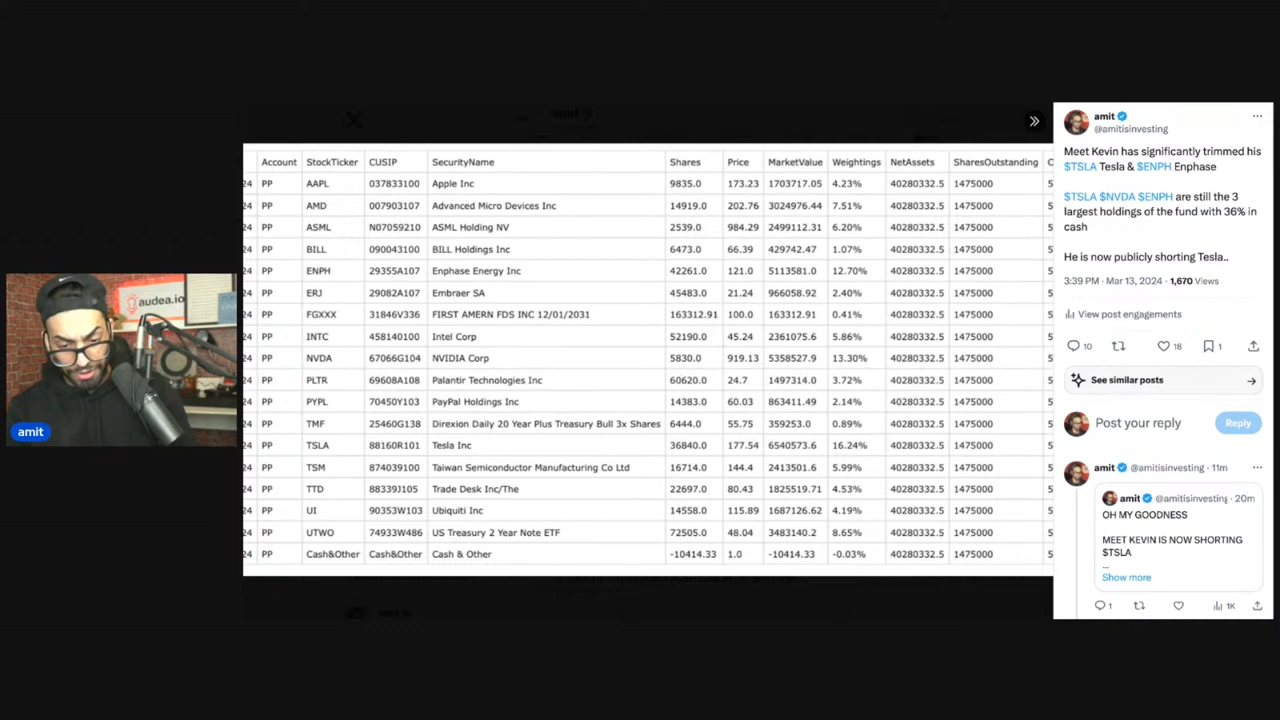 audea.io
amit
Account StockTicker CUSIP SecurityName Shares Price MarketValue Weightings NetAssets SharesOutstanding C
24 PP AAPL 037833100 Apple Inc 9835.0 173.23 1703717.05 4.23% 40280332.5 1475000 5
24 PP AMD 007903107 Advanced Micro Devices Inc 14919.0 202.76 3024976.44 7.51% 40280332.5 1475000 5
24 PP ASML N07059210 ASML Holding NV 2539.0 984.29 2499112.31 6.20% 40280332.5 1475000 5
24 PP BILL 090043100 BILL Holdings Inc 6473.0 66.39 429742.47 1.07% 40280332.5 1475000 5
24 PP ENPH 29355A107 Enphase Energy Inc 42261.0 121.0 5113581.0 12.70% 40280332.5 1475000 5
24 PP ERJ 29082A107 Embraer SA 45483.0 21.24 966058.92 2.40% 40280332.5 1475000 5
24 PP FGXXX 31846V336 FIRST AMERN FDS INC 12/01/2031 163312.91 100.0 163312.91 0.41% 40280332.5 1475000 5
24 PP INTC 458140100 Intel Corp 52190.0 45.24 2361075.6 5.86% 40280332.5 1475000 5
24 PP NVDA 67066G104 NVIDIA Corp 5830.0 919.13 5358527.9 13.30% 40280332.5 1475000 5
24 PP PLTR 69608A108 Palantir Technologies Inc 60620.0 24.7 1497314.0 3.72% 40280332.5 1475000 5
24 PP PYPL 70450Y103 PayPal Holdings Inc 14383.0 60.03 863411.49 2.14% 40280332.5 1475000 5
24 PP TMF 25460G138 Direxion Daily 20 Year Plus Treasury Bull 3x Shares 6444.0 55.75 359253.0 0.89% 40280332.5 1475000 5
24 PP TSLA 88160R101 Tesla Inc 36840.0 177.54 6540573.6 16.24% 40280332.5 1475000 5
24 PP TSM 874039100 Taiwan Semiconductor Manufacturing Co Ltd 16714.0 144.4 2413501.6 5.99% 40280332.5 1475000 5
24 PP TTD 88339J105 Trade Desk Inc/The 22697.0 80.43 1825519.71 4.53% 40280332.5 1475000 5
24 PP UI 90353W103 Ubiquiti Inc 14558.0 115.89 1687126.62 4.19% 40280332.5 1475000 5
24 PP UTWO 74933W486 US Treasury 2 Year Note ETF 72505.0 48.04 3483140.2 8.65% 40280332.5 1475000 5
24 PP Cash&Other Cash&Other Cash & Other -10414.33 1.0 -10414.33 -0.03% 40280332.5 1475000 5
amit
@amitisinvesting
Meet Kevin has significantly trimmed his
$TSLA Tesla & $ENPH Enphase
$TSLA $NVDA $ENPH are still the 3
largest holdings of the fund with 36% in
cash
He is now publicly shorting Tesla..
3:39 PM · Mar 13, 2024 · 1,670 Views
View post engagements
10 18 1
See similar posts
Post your reply
Reply
amit @amitisinvesting · 11m
amit @amitisinvesting · 20m
OH MY GOODNESS
MEET KEVIN IS NOW SHORTING
$TSLA
...
Show more
1 1K